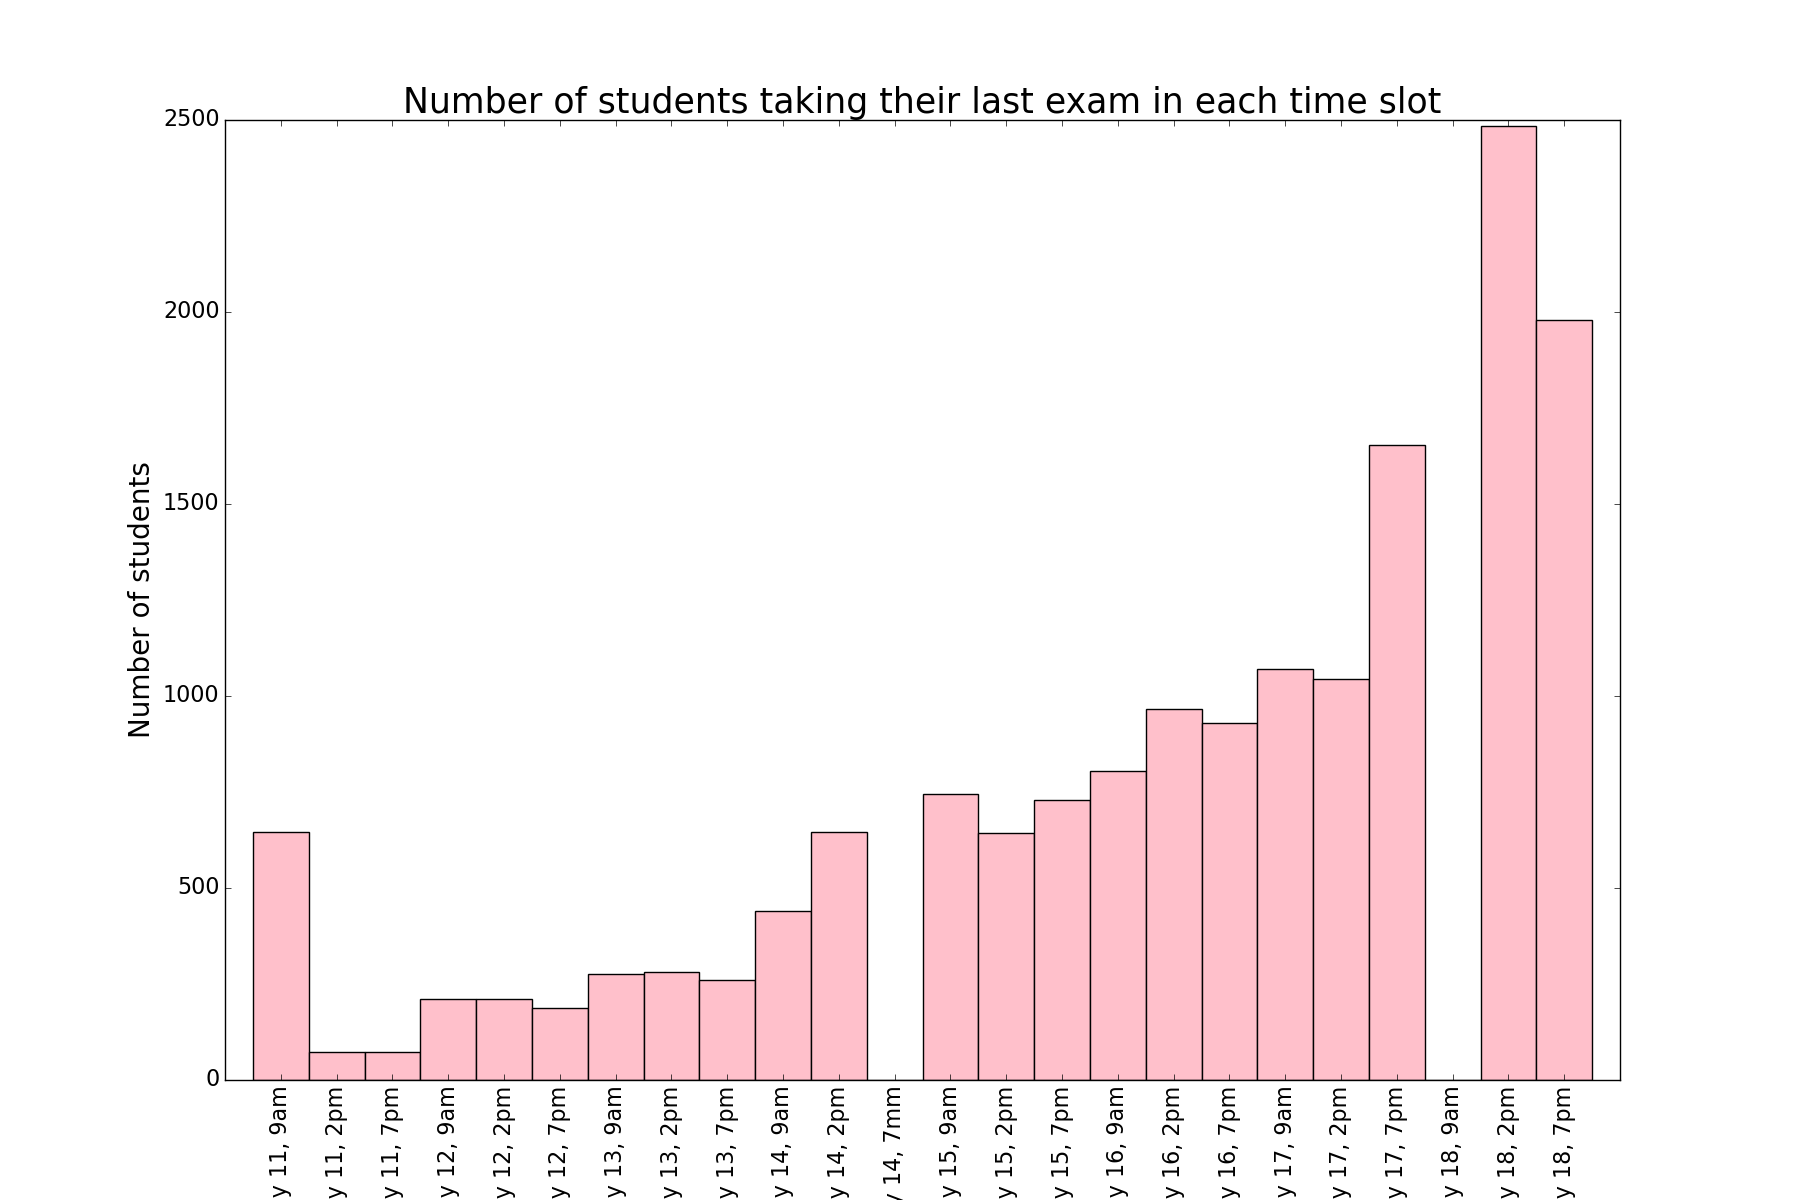 Number of students taking their last exam in each time slot
Number of students
2500
2000
1500
1000
500
0
y 11, 9am
y 11, 2pm
y 11, 7pm
y 12, 9am
y 12, 2pm
y 12, 7pm
y 13, 9am
y 13, 2pm
y 13, 7pm
y 14, 9am
y 14, 2pm
y 14, 7mm
y 15, 9am
y 15, 2pm
y 15, 7pm
y 16, 9am
y 16, 2pm
y 16, 7pm
y 17, 9am
y 17, 2pm
y 17, 7pm
y 18, 9am
y 18, 2pm
y 18, 7pm